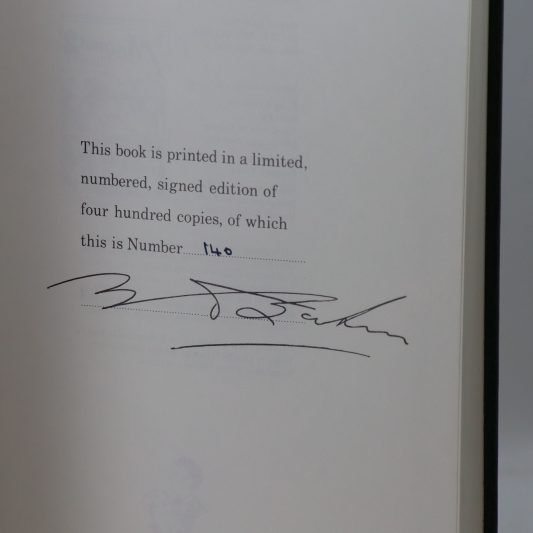 This book is printed in a limited,
numbered, signed edition of
four hundred copies, of which
this is Number 140